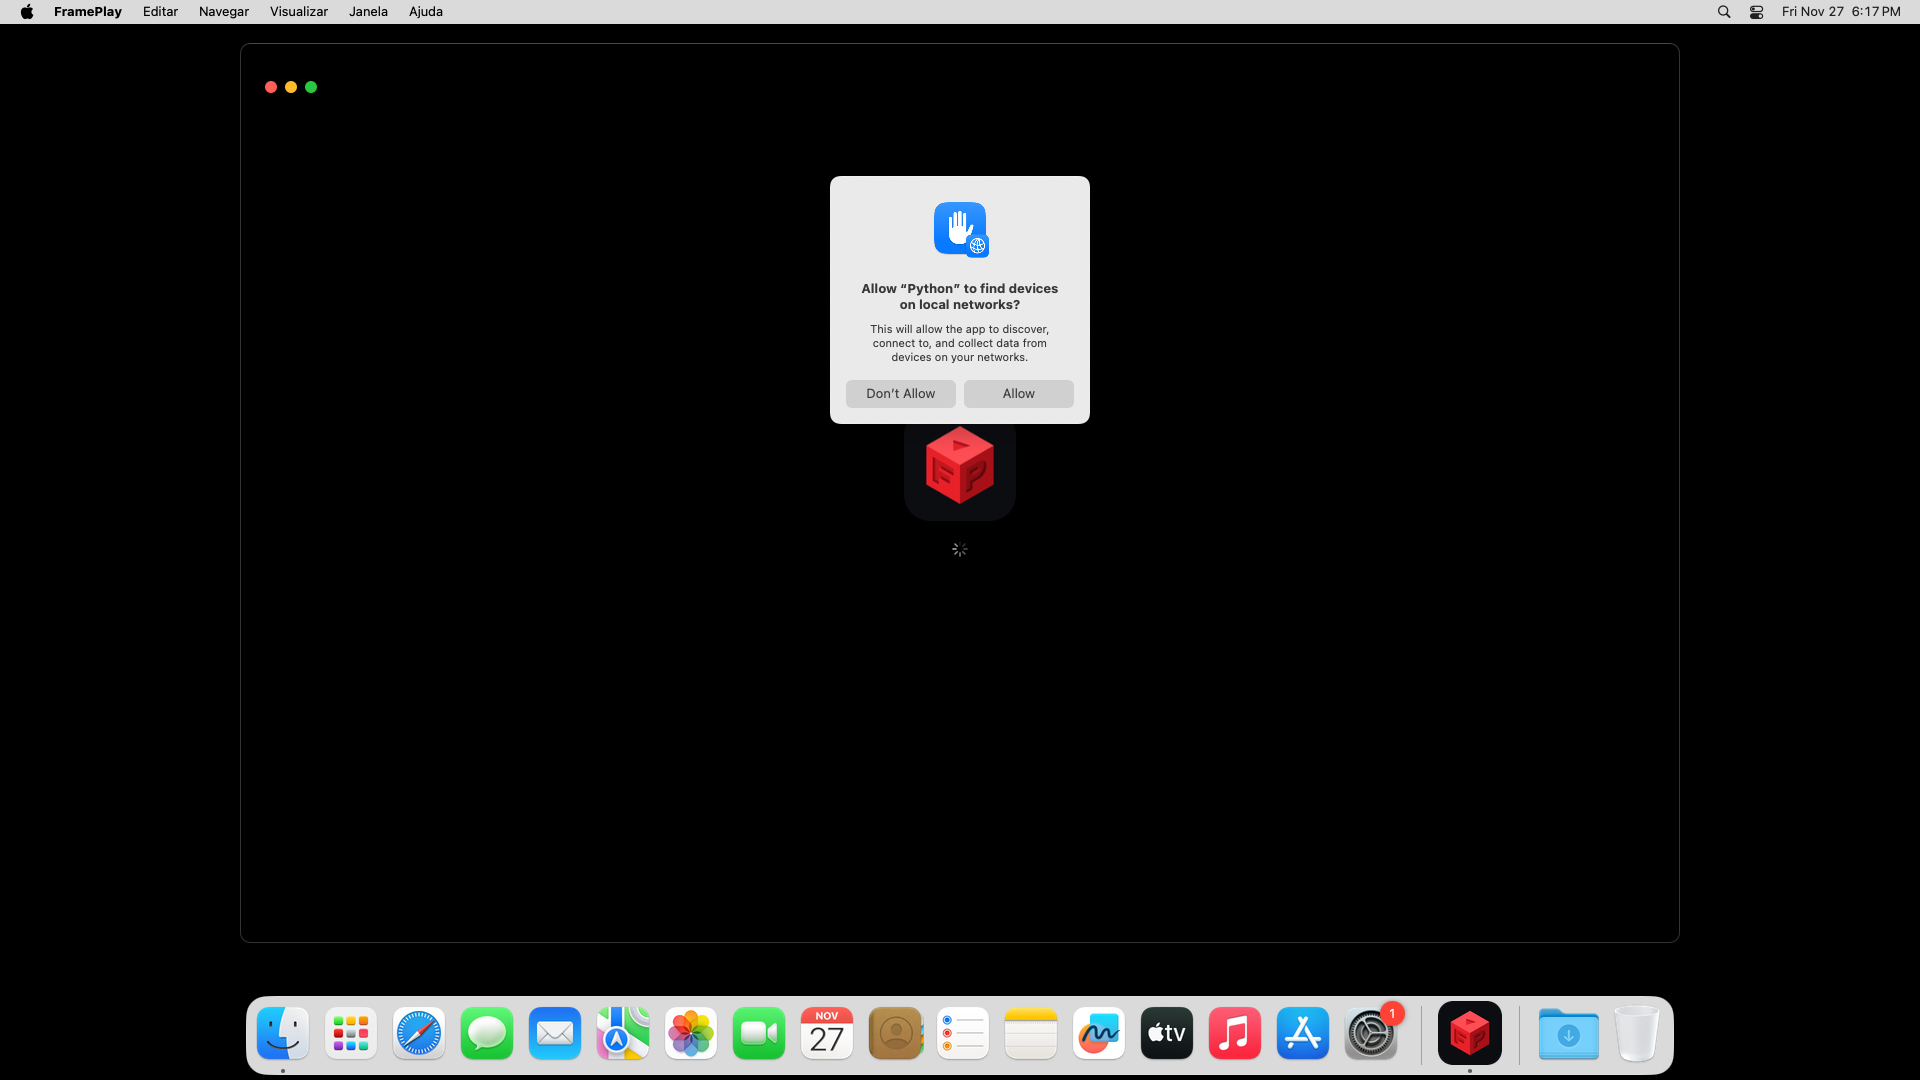 FramePlay Editar Navegar Visualizar Janela Ajuda Fri Nov 27 6:17 PM
Allow “Python” to find devices
on local networks?
This will allow the app to discover,
connect to, and collect data from
devices on your networks.
Don’t Allow Allow
FP
NOV
27
tv
1